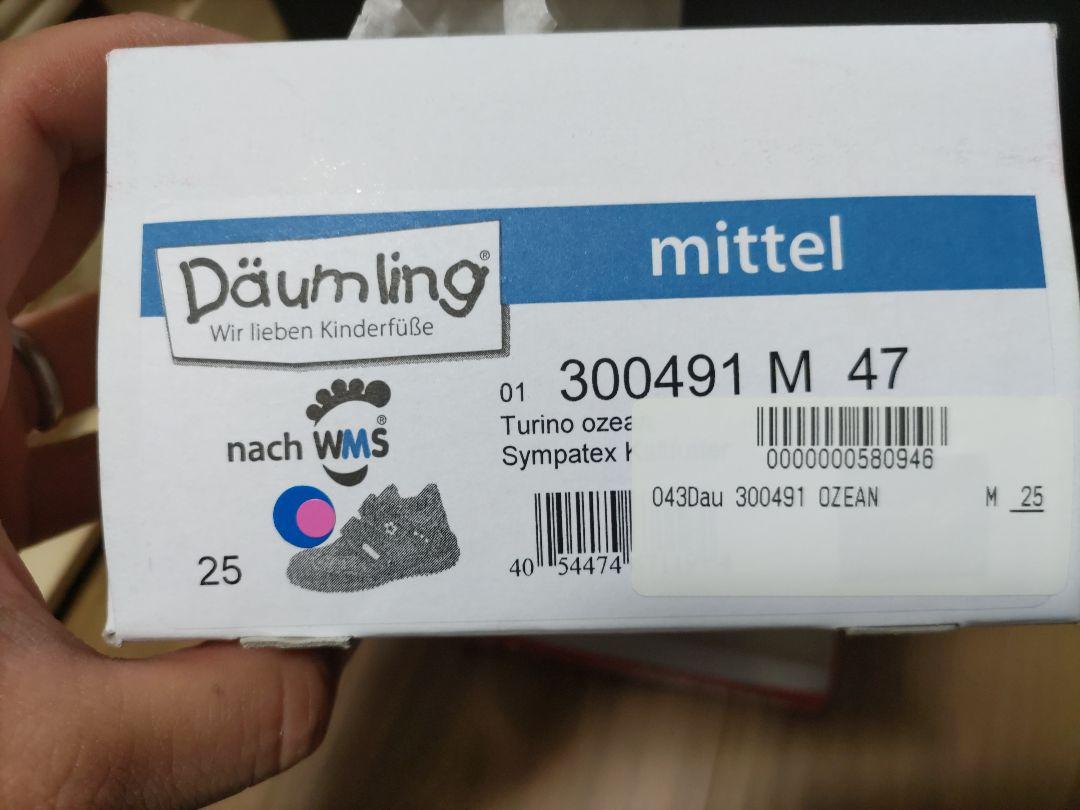 mittel
Däumling®
Wir lieben Kinderfüße
01 300491 M 47
Turino
Sympatex
nach WMS®
0000000580946
043Dau 300491 OZEAN M 25
25
40 54474